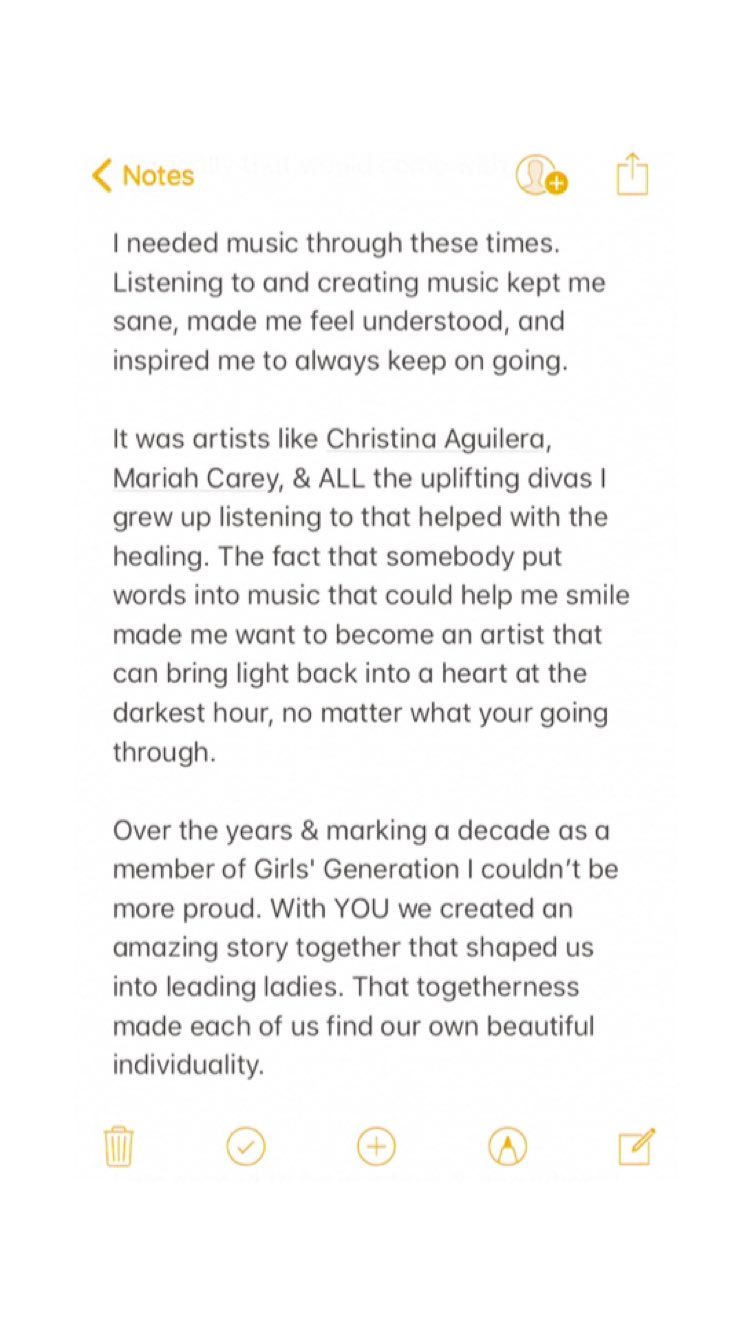 Notes
I needed music through these times.
Listening to and creating music kept me
sane, made me feel understood, and
inspired me to always keep on going.
It was artists like Christina Aguilera,
Mariah Carey, & ALL the uplifting divas I
grew up listening to that helped with the
healing. The fact that somebody put
words into music that could help me smile
made me want to become an artist that
can bring light back into a heart at the
darkest hour, no matter what your going
through.
Over the years & marking a decade as a
member of Girls' Generation I couldn't be
more proud. With YOU we created an
amazing story together that shaped us
into leading ladies. That togetherness
made each of us find our own beautiful
individuality.